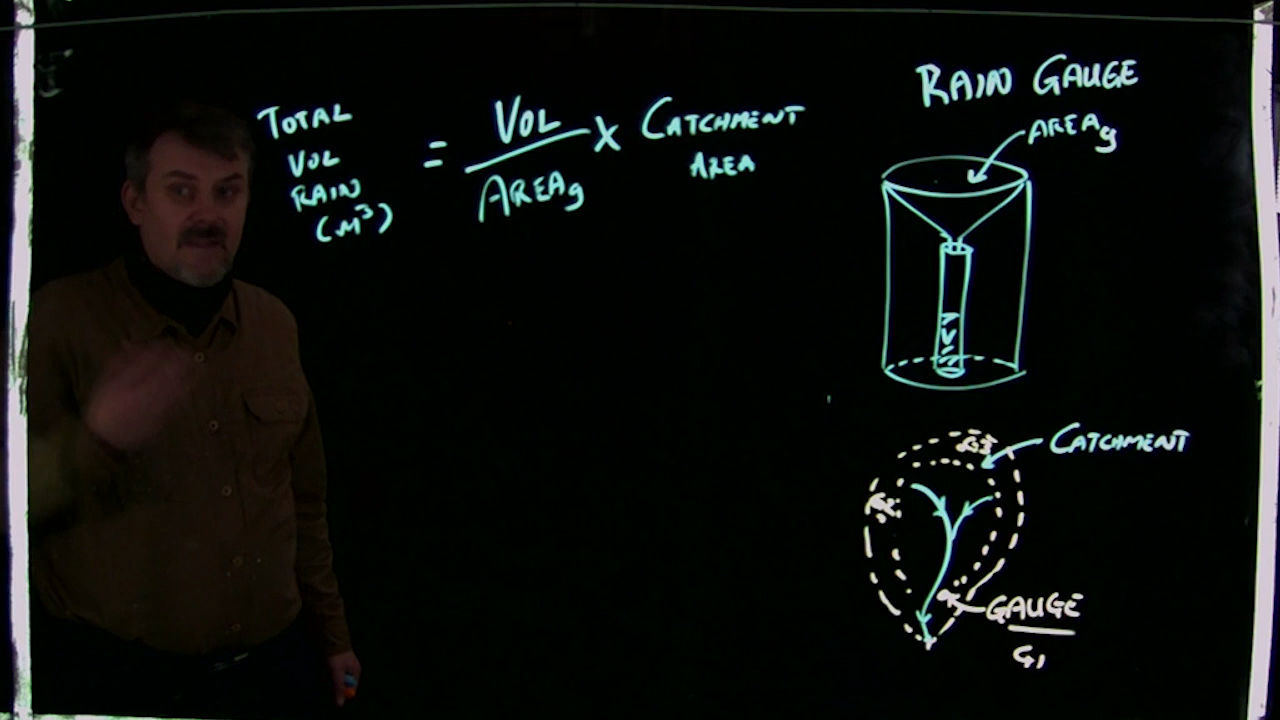 TOTAL
VOL
RAIN
(M³)
= VOL / AREAg × CATCHMENT
AREA
RAIN GAUGE
AREAg
V
CATCHMENT
GAUGE
G1